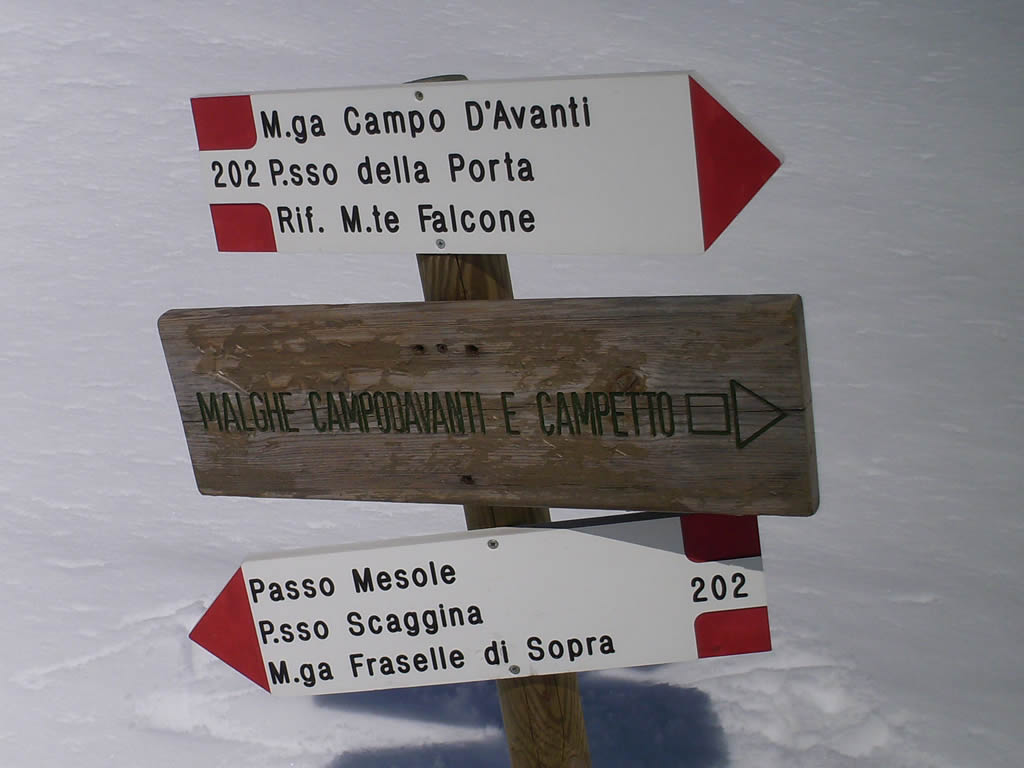 M.ga Campo D'Avanti
202 P.sso della Porta
Rif. M.te Falcone
MALGHE CAMPODAVANTI E CAMPETTO
Passo Mesole
202
P.sso Scaggina
M.ga Fraselle di Sopra